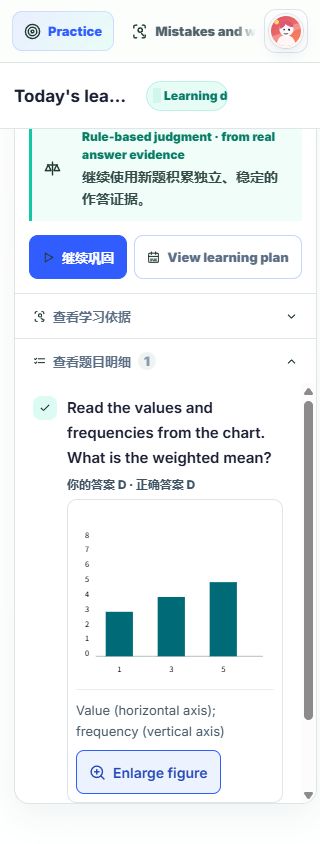 Practice
Mistakes and w
Today's lea...
Learning d
Rule-based judgment · from real
answer evidence
继续使用新题积累独立、稳定的
作答证据。
继续巩固
View learning plan
查看学习依据
查看题目明细 1
Read the values and
frequencies from the chart.
What is the weighted mean?
你的答案 D · 正确答案 D
8
7
6
5
4
3
2
1
0
1 3 5
Value (horizontal axis);
frequency (vertical axis)
Enlarge figure